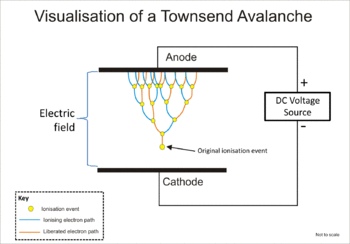 Visualisation of a Townsend Avalanche
Anode
+
Electric
field
DC Voltage
Source
-
Original ionisation event
Cathode
Key
Ionisation event
Ionising electron path
Liberated electron path
Not to scale